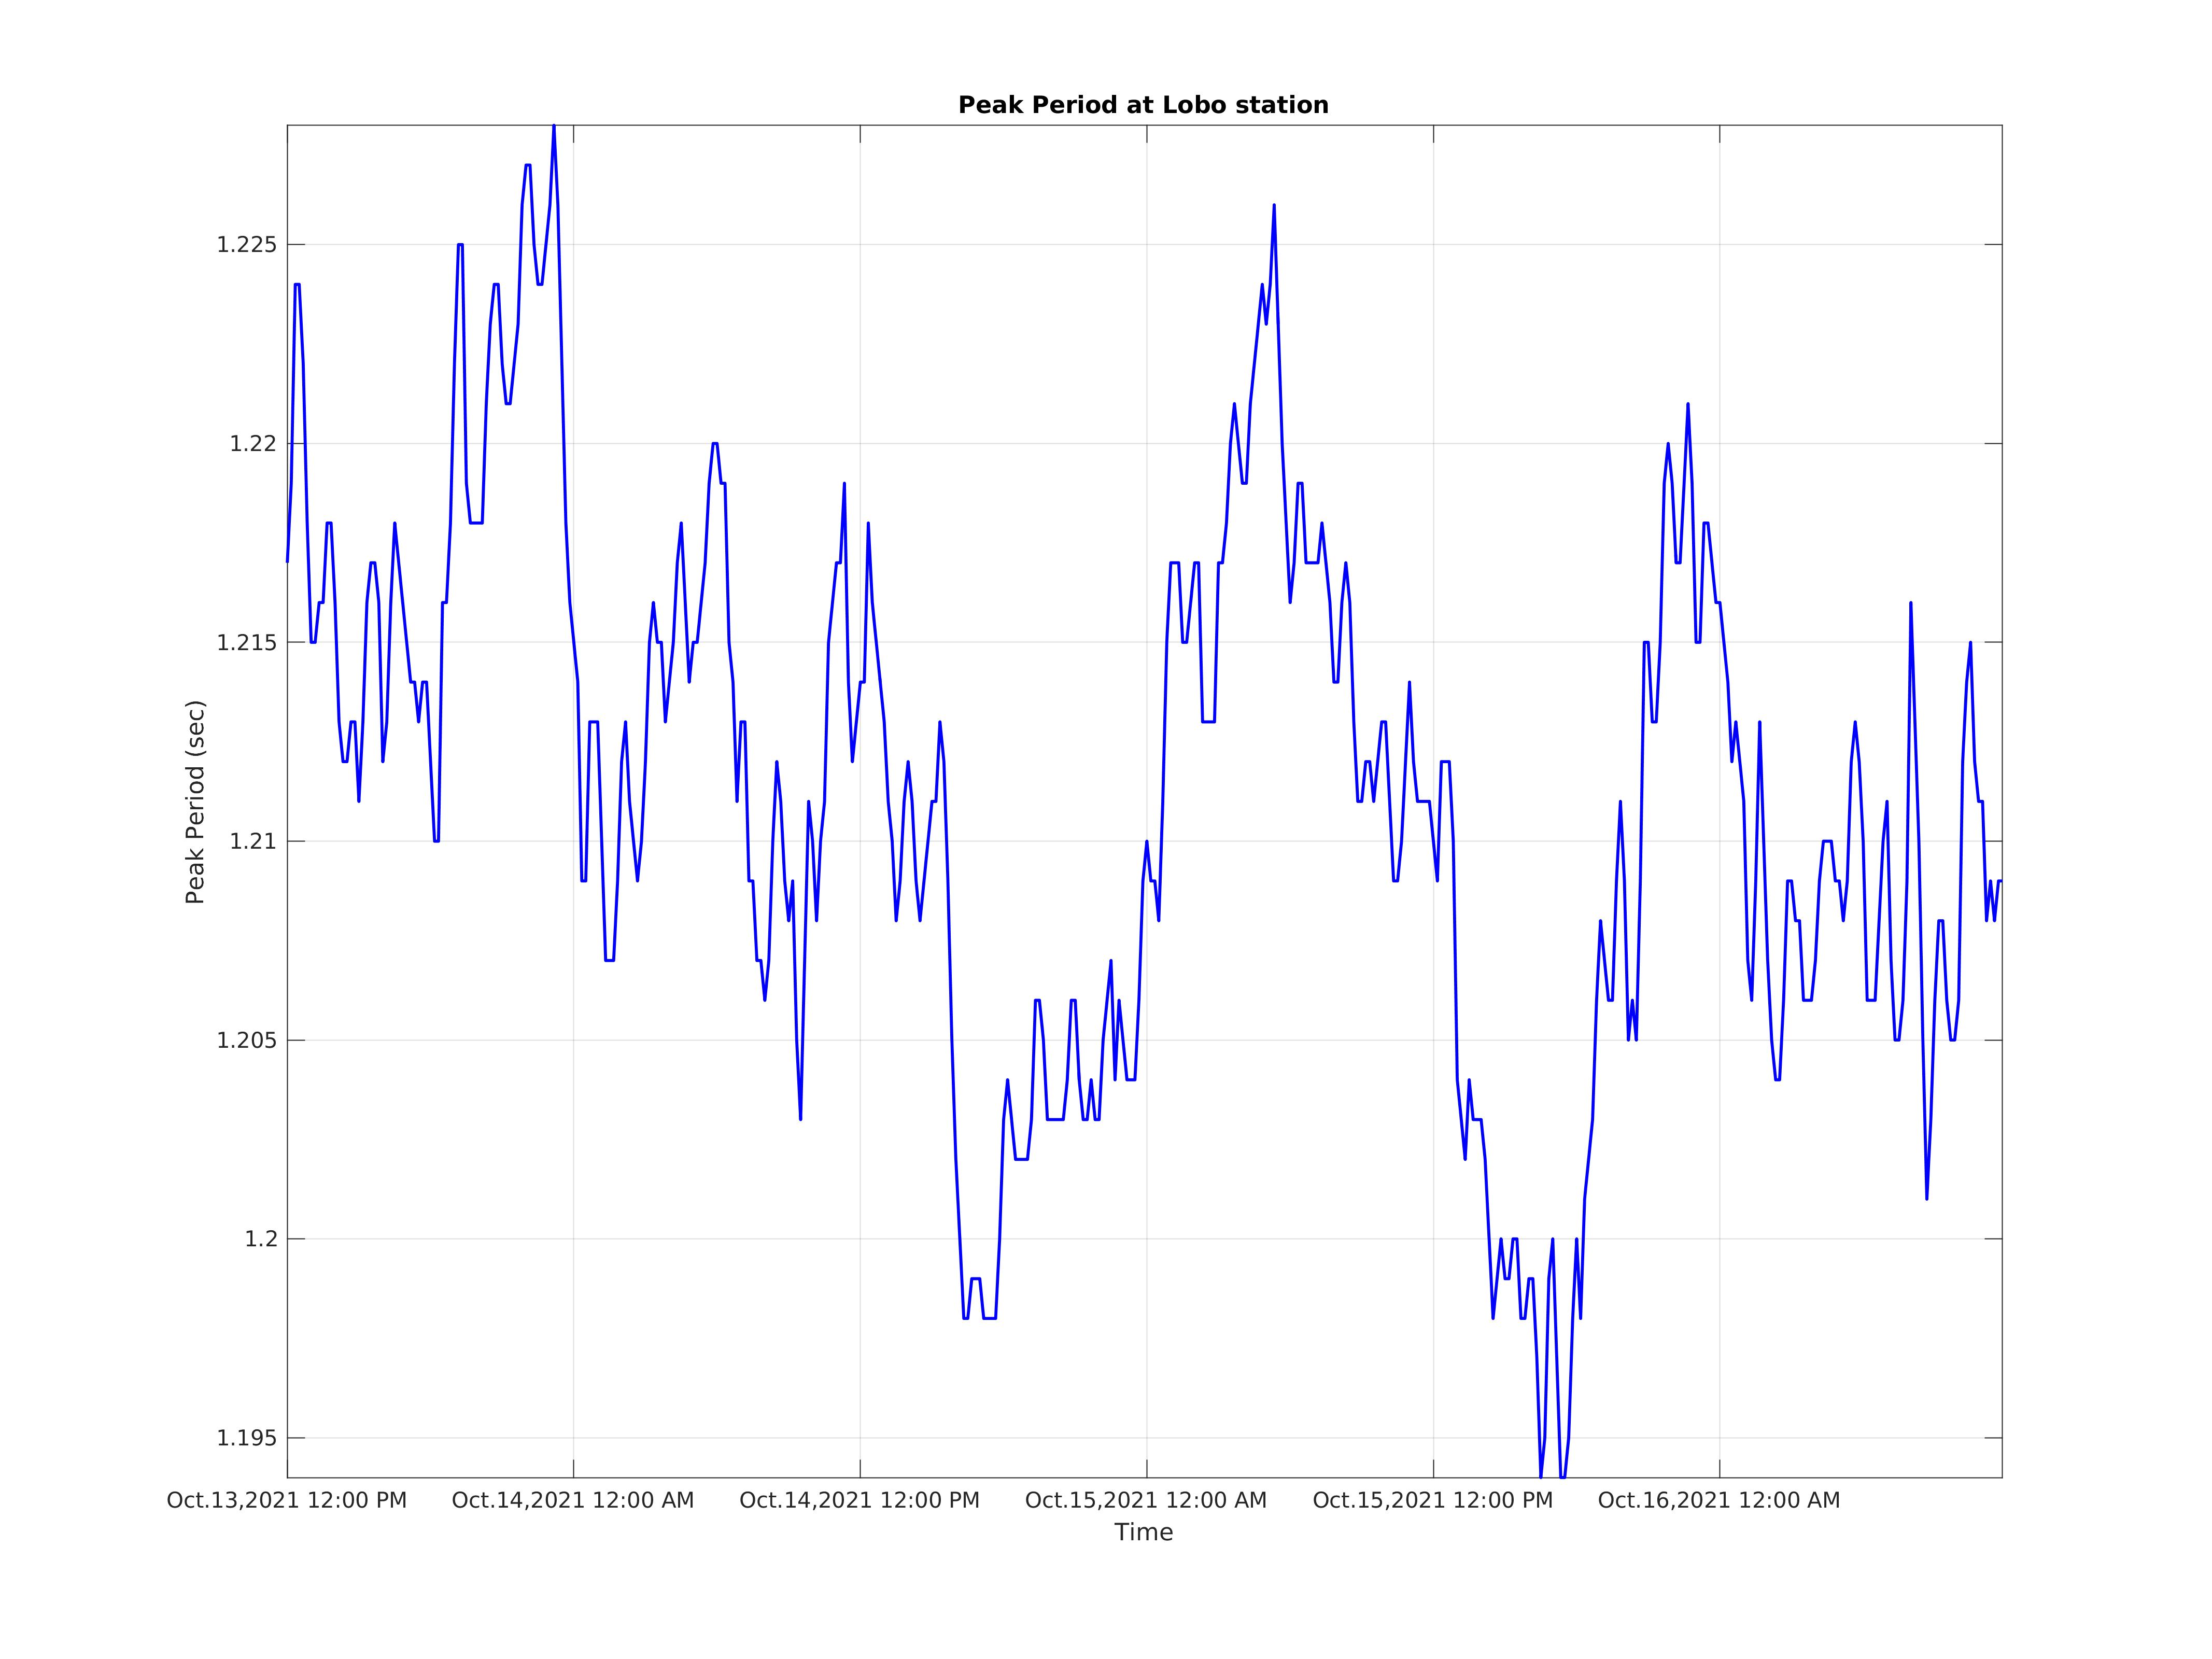 Peak Period at Lobo station
1.225
1.22
1.215
1.21
1.205
1.2
1.195
Peak Period (sec)
Oct.13,2021 12:00 PM
Oct.14,2021 12:00 AM
Oct.14,2021 12:00 PM
Oct.15,2021 12:00 AM
Oct.15,2021 12:00 PM
Oct.16,2021 12:00 AM
Time